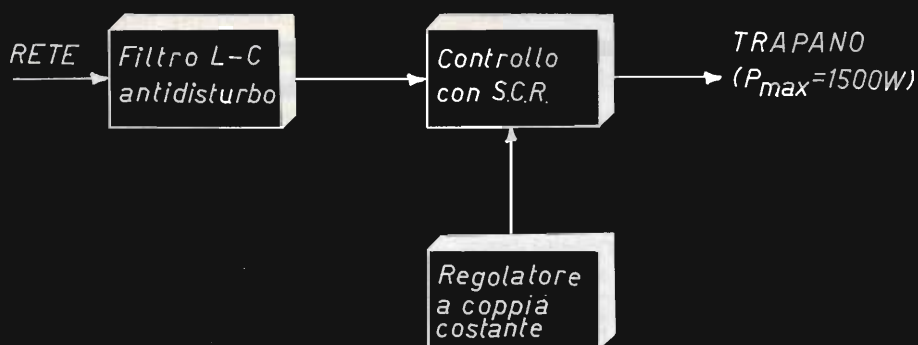 RETE
Filtro L-C
antidisturbo
Controllo
con S.C.R.
TRAPANO
(Pmax=1500W)
Regolatore
a coppia
costante